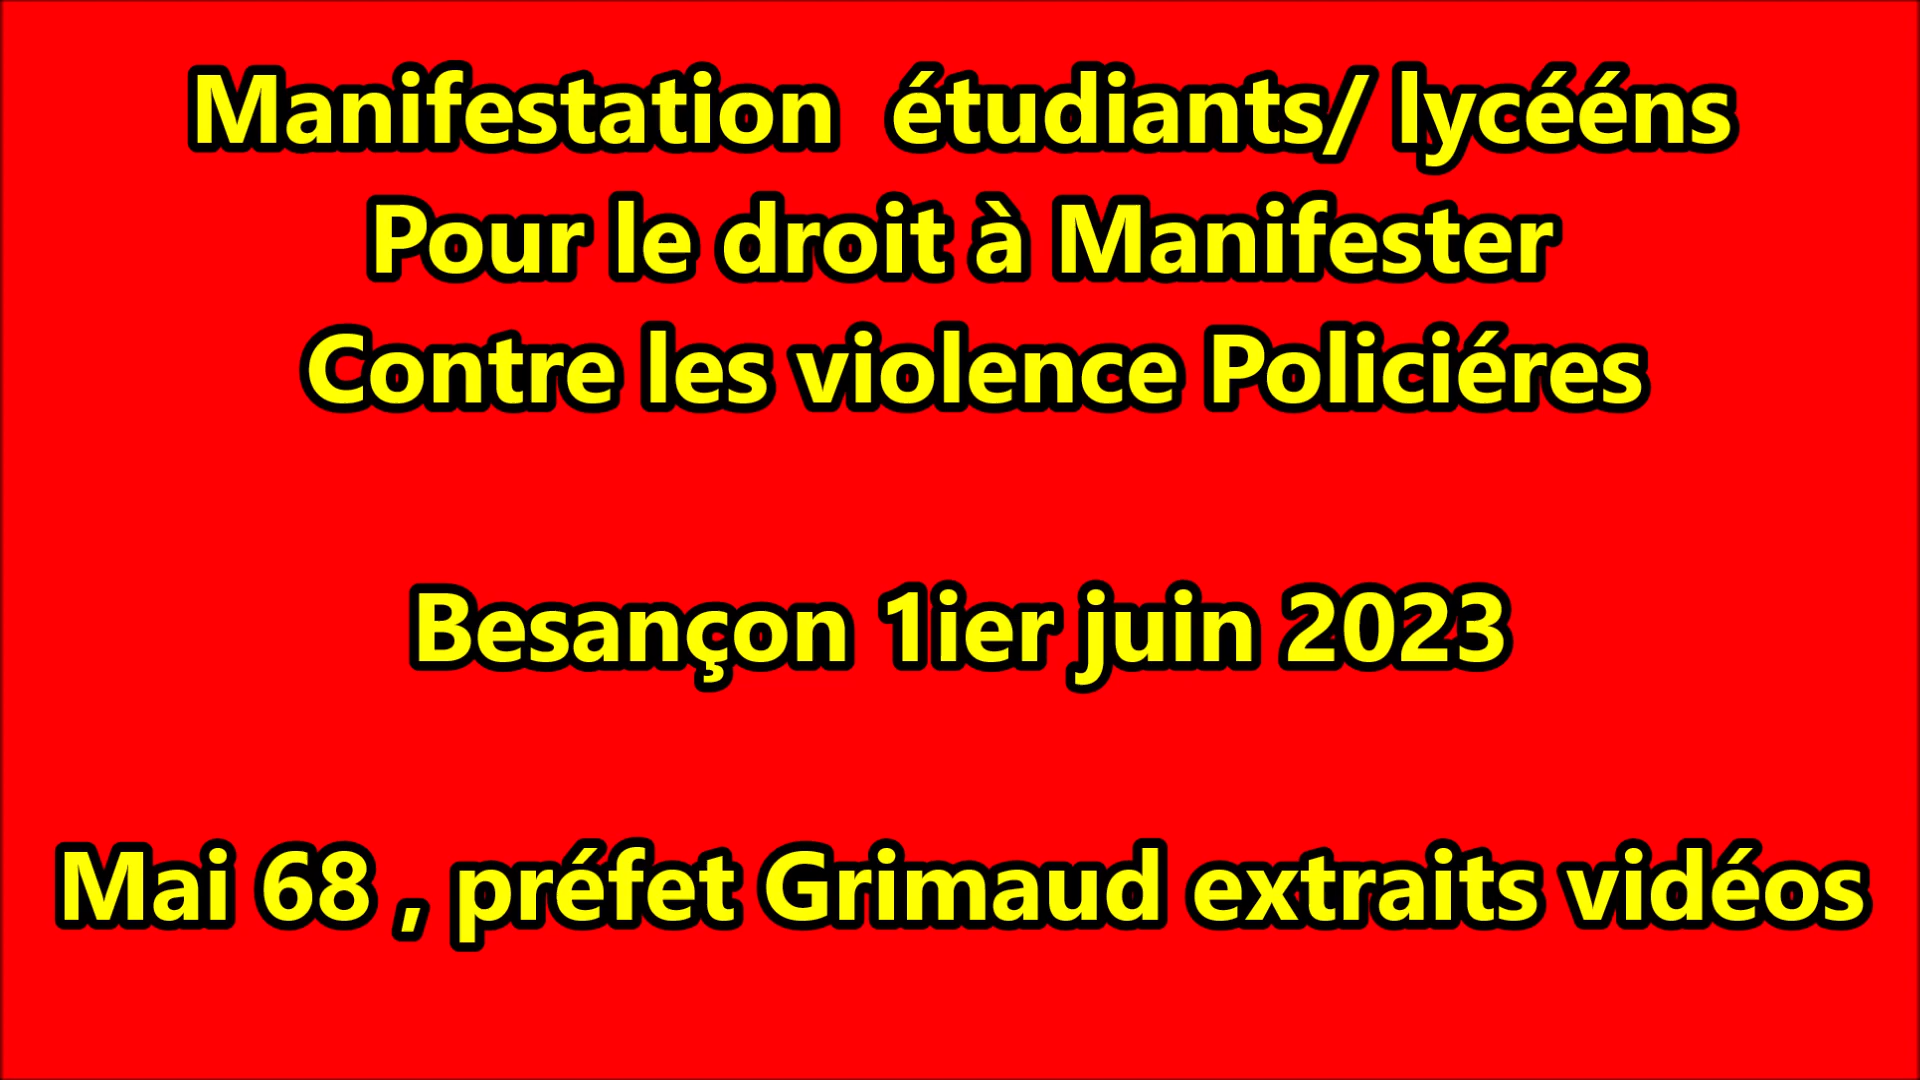 Manifestation  étudiants/ lycééns
Pour le droit à Manifester
Contre les violence Policiéres
Besançon 1ier juin 2023
Mai 68 , préfet Grimaud extraits vidéos